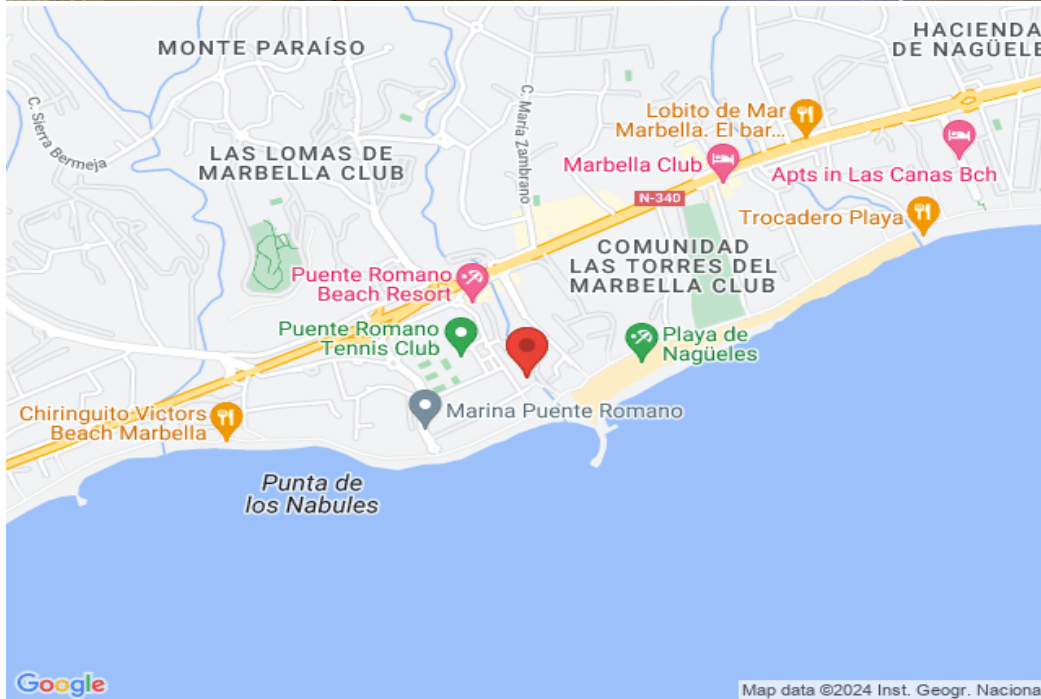 MONTE PARAÍSO
HACIENDA
DE NAGÜELE
C. Sierra Bermeja
C. María Zambrano
Lobito de Mar
Marbella. El bar...
LAS LOMAS DE
MARBELLA CLUB
Marbella Club
Apts in Las Canas Bch
N-340
Trocadero Playa
COMUNIDAD
LAS TORRES DEL
MARBELLA CLUB
Puente Romano
Beach Resort
Puente Romano
Tennis Club
Playa de
Nagüeles
Chiringuito Victors
Beach Marbella
Marina Puente Romano
Punta de
los Nabules
Google
Map data ©2024 Inst. Geogr. Naciona